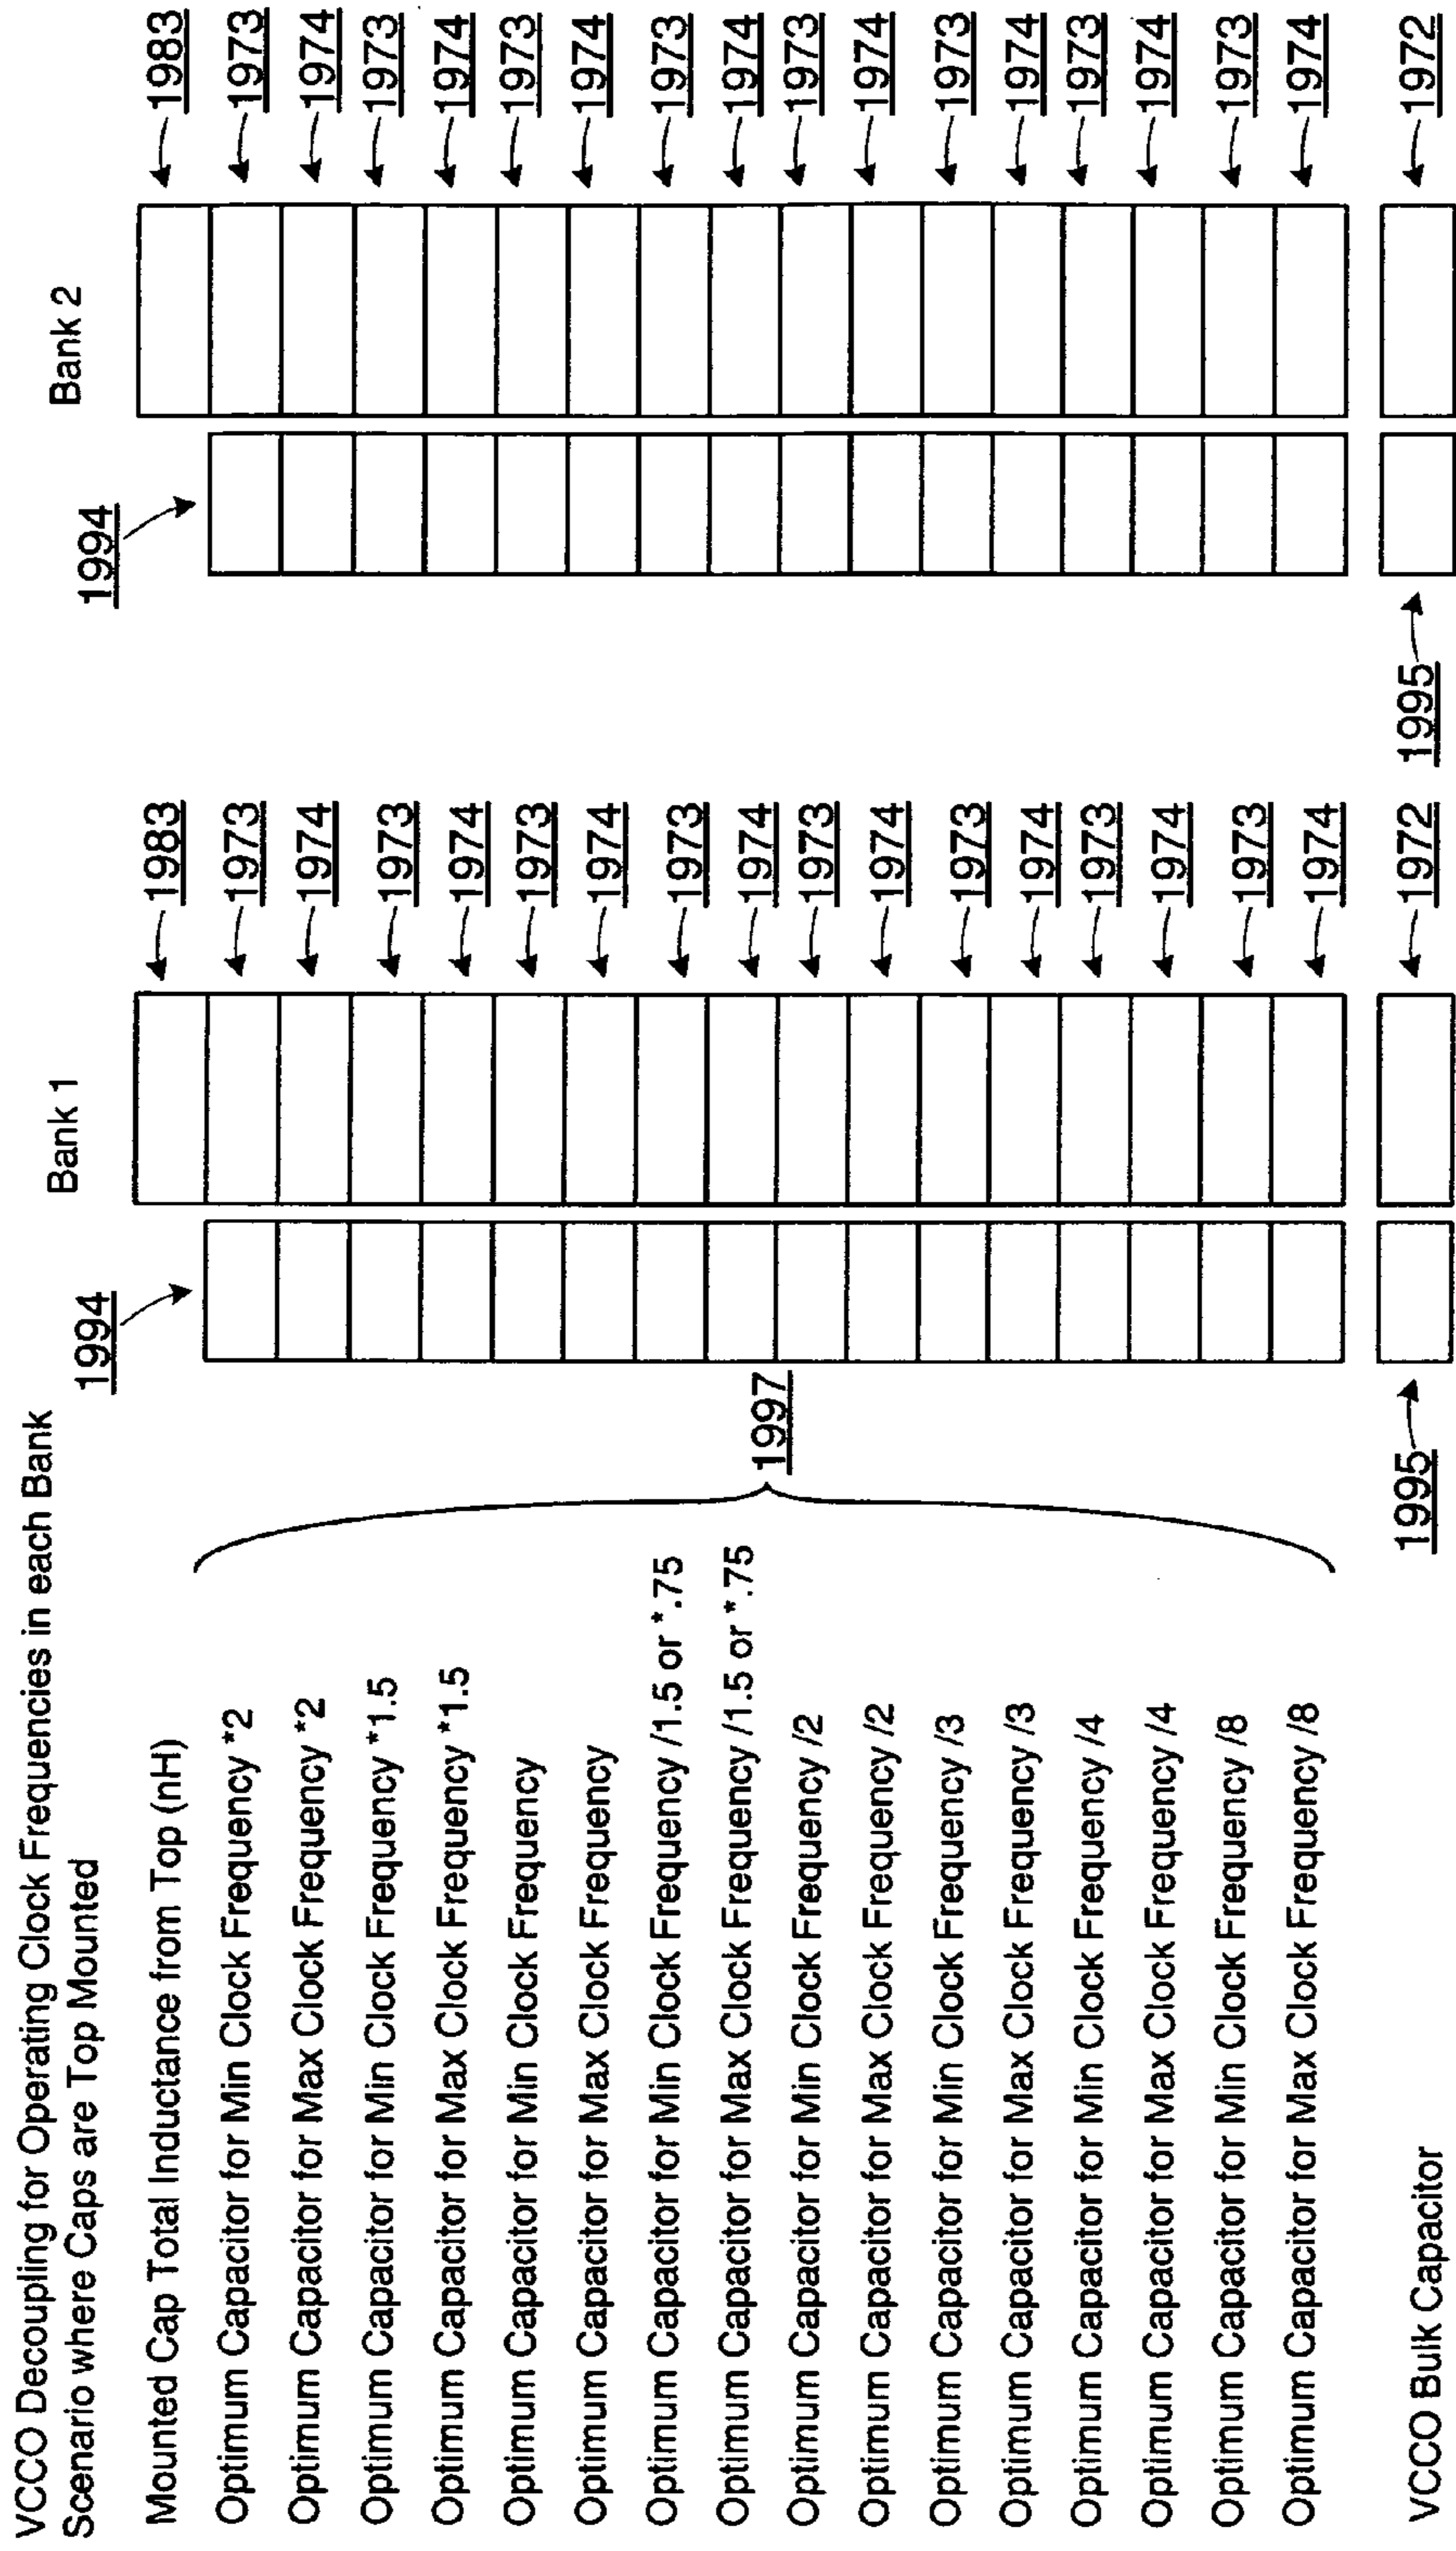 VCCO Decoupling for Operating Clock Frequencies in each Bank
Scenario where Caps are Top Mounted
Bank 1
Bank 2
1994
1994
Mounted Cap Total Inductance from Top (nH)
1983
1983
Optimum Capacitor for Min Clock Frequency *2
1973
1973
Optimum Capacitor for Max Clock Frequency *2
1974
1974
Optimum Capacitor for Min Clock Frequency *1.5
1973
1973
Optimum Capacitor for Max Clock Frequency *1.5
1974
1974
Optimum Capacitor for Min Clock Frequency
1973
1973
Optimum Capacitor for Max Clock Frequency
1974
1974
Optimum Capacitor for Min Clock Frequency /1.5 or *.75
1973
1973
Optimum Capacitor for Max Clock Frequency /1.5 or *.75
1997
1974
1974
Optimum Capacitor for Min Clock Frequency /2
1973
1973
Optimum Capacitor for Max Clock Frequency /2
1974
1974
Optimum Capacitor for Min Clock Frequency /3
1973
1973
Optimum Capacitor for Max Clock Frequency /3
1974
1974
Optimum Capacitor for Min Clock Frequency /4
1973
1973
Optimum Capacitor for Max Clock Frequency /4
1974
1974
Optimum Capacitor for Min Clock Frequency /8
1973
1973
Optimum Capacitor for Max Clock Frequency /8
1974
1974
VCCO Bulk Capacitor
1995
1972
1995
1972